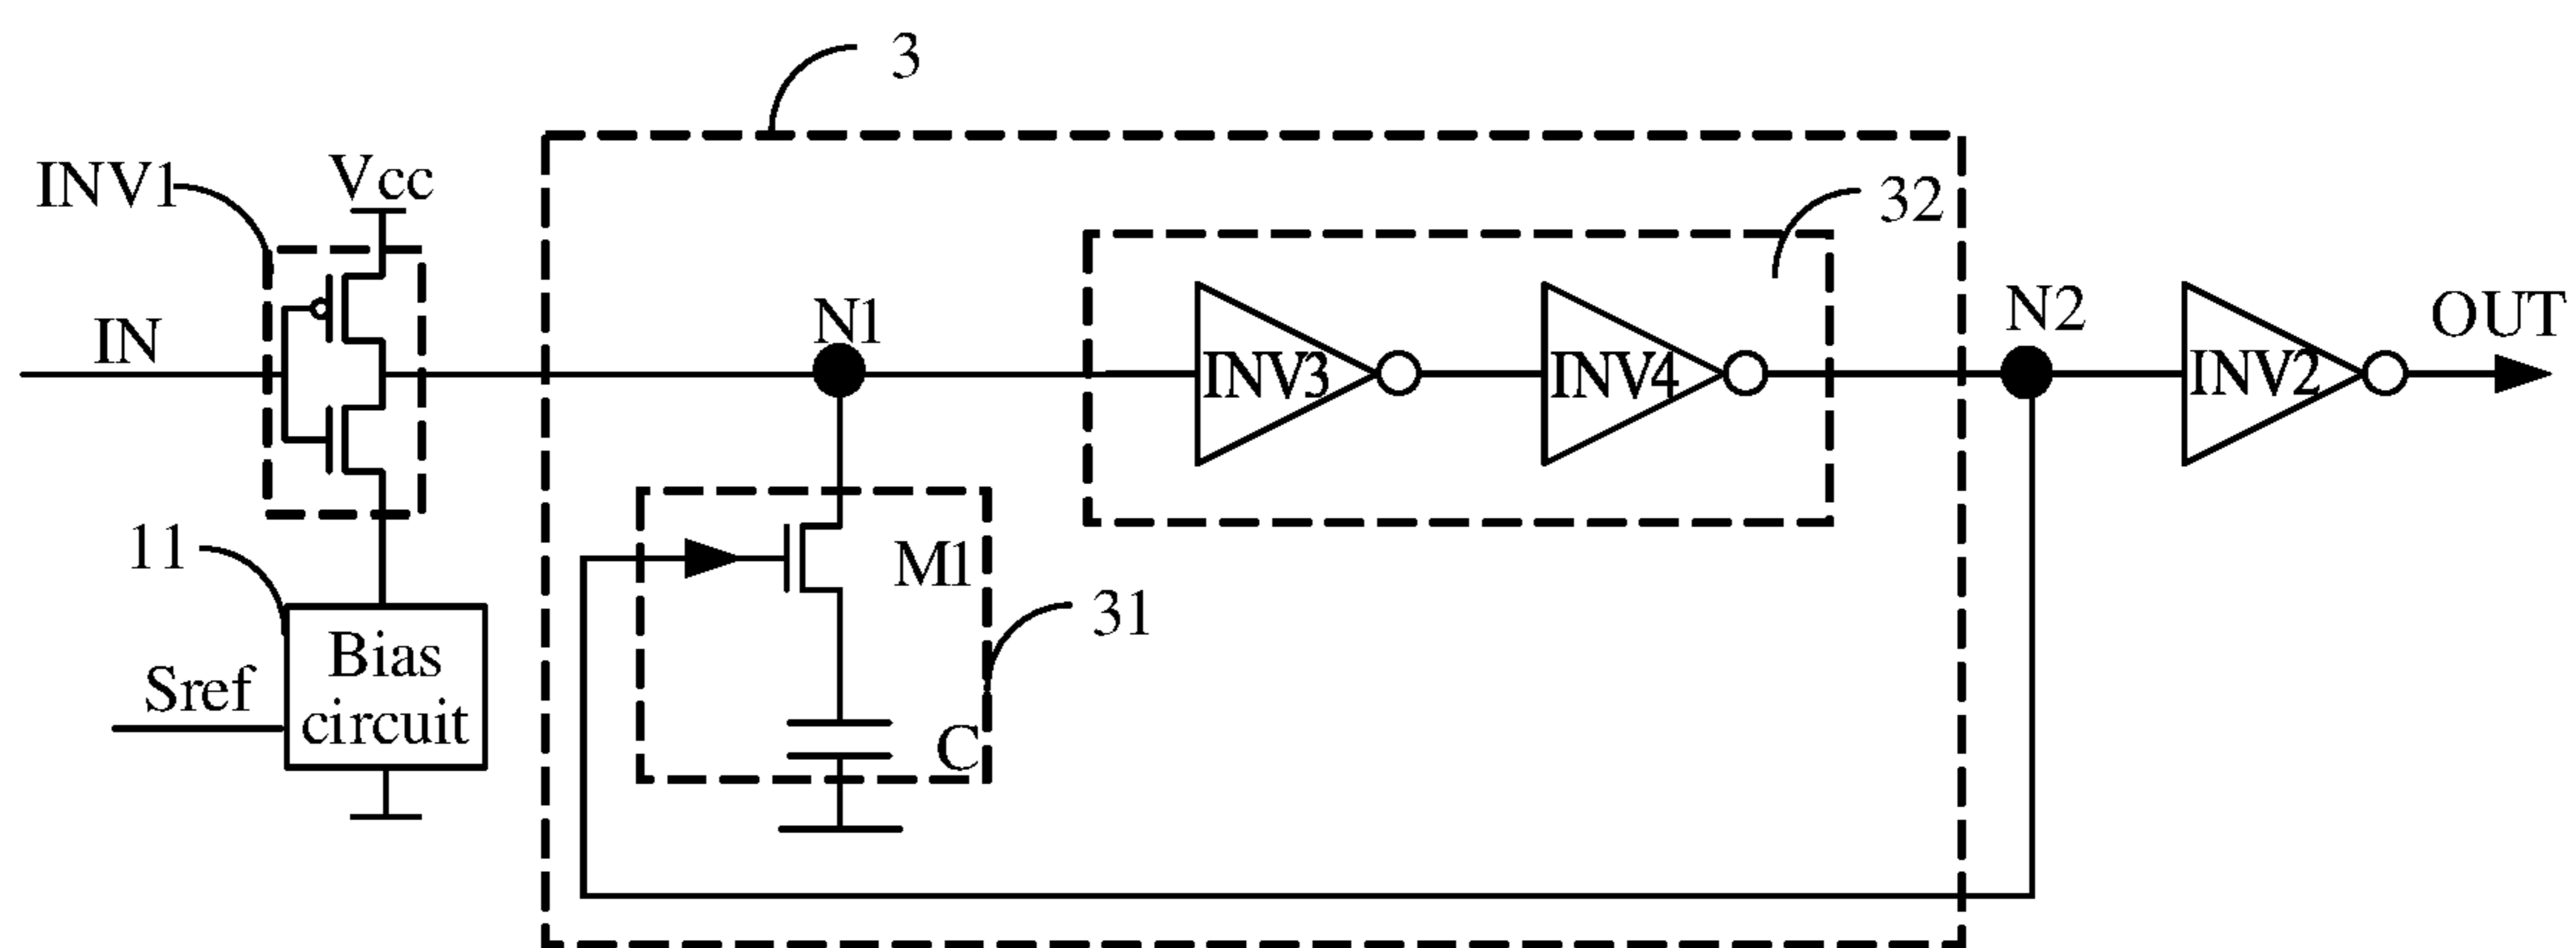 3
INV1
Vcc
32
IN
N1
INV3
INV4
N2
INV2
OUT
11
M1
31
Bias
circuit
Sref
C